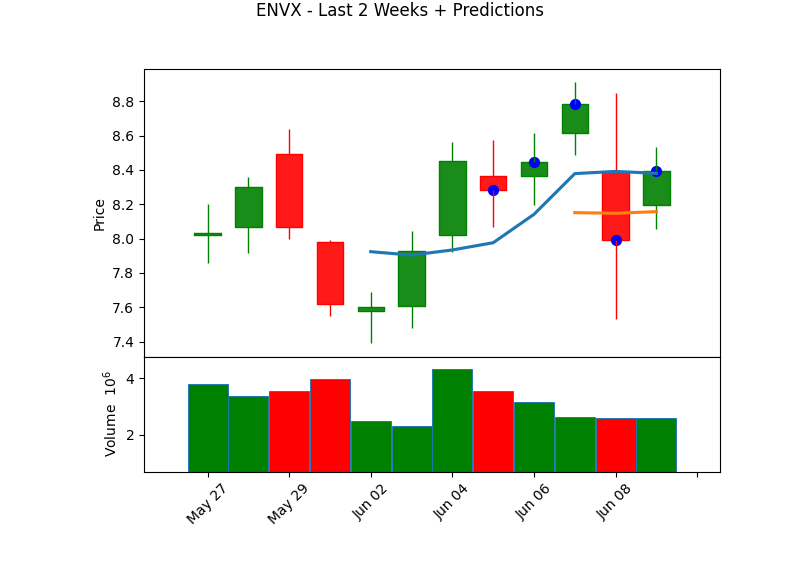 ENVX - Last 2 Weeks + Predictions
Price
8.8
8.6
8.4
8.2
8.0
7.8
7.6
7.4
Volume 10^6
4
2
May 27
May 29
Jun 02
Jun 04
Jun 06
Jun 08